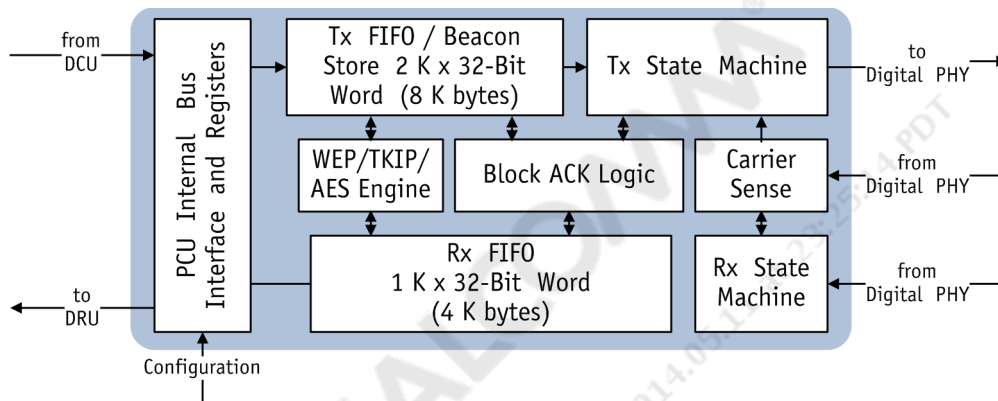 from
DCU
PCU Internal Bus
Interface and Registers
Tx FIFO / Beacon
Store 2 K x 32-Bit
Word (8 K bytes)
Tx State Machine
to
Digital PHY
WEP/TKIP/
AES Engine
Block ACK Logic
Carrier
Sense
from
Digital PHY
Rx FIFO
1 K x 32-Bit Word
(4 K bytes)
Rx State
Machine
from
Digital PHY
to
DRU
Configuration